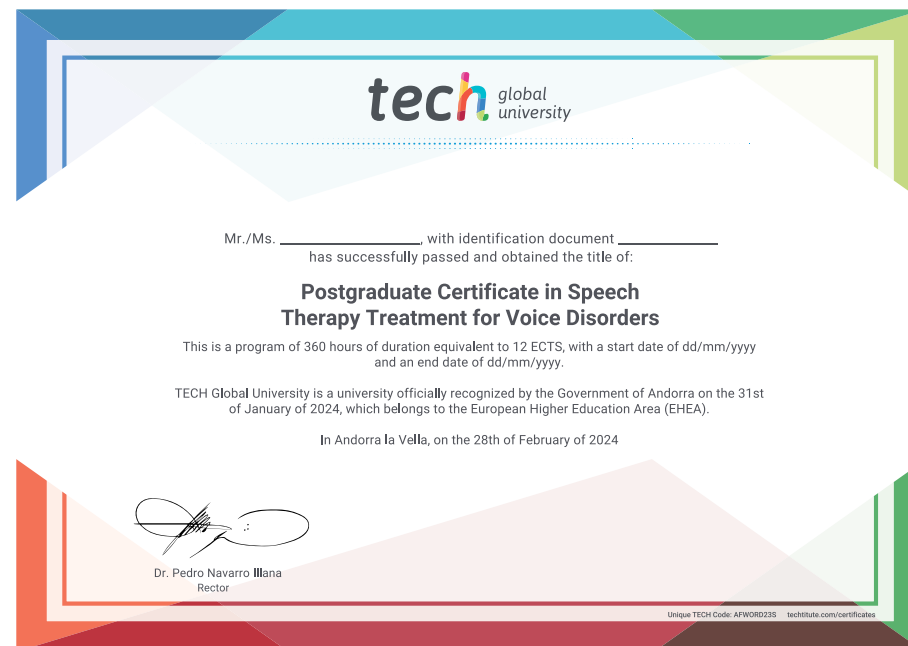 tech global
university
Mr./Ms. ____________________, with identification document ______________
has successfully passed and obtained the title of:
Postgraduate Certificate in Speech
Therapy Treatment for Voice Disorders
This is a program of 360 hours of duration equivalent to 12 ECTS, with a start date of dd/mm/yyyy
and an end date of dd/mm/yyyy.
TECH Global University is a university officially recognized by the Government of Andorra on the 31st
of January of 2024, which belongs to the European Higher Education Area (EHEA).
In Andorra la Vella, on the 28th of February of 2024
Dr. Pedro Navarro Illana
Rector
Unique TECH Code: AFWORD23S techtitute.com/certificates